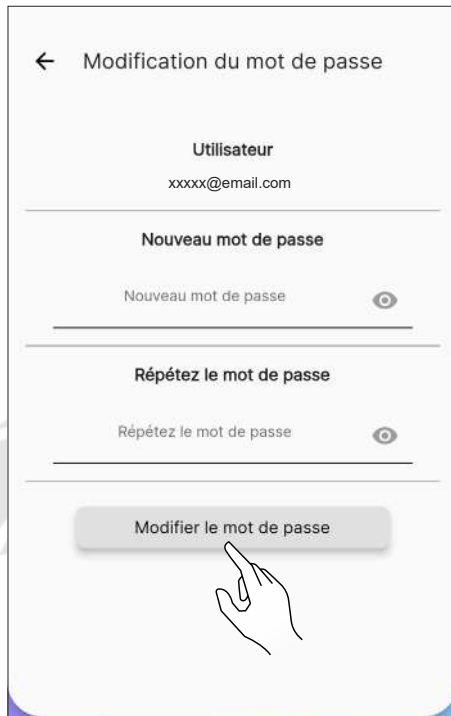 Modification du mot de passe
Utilisateur
xxxxx@email.com
Nouveau mot de passe
Nouveau mot de passe
Répétez le mot de passe
Répétez le mot de passe
Modifier le mot de passe